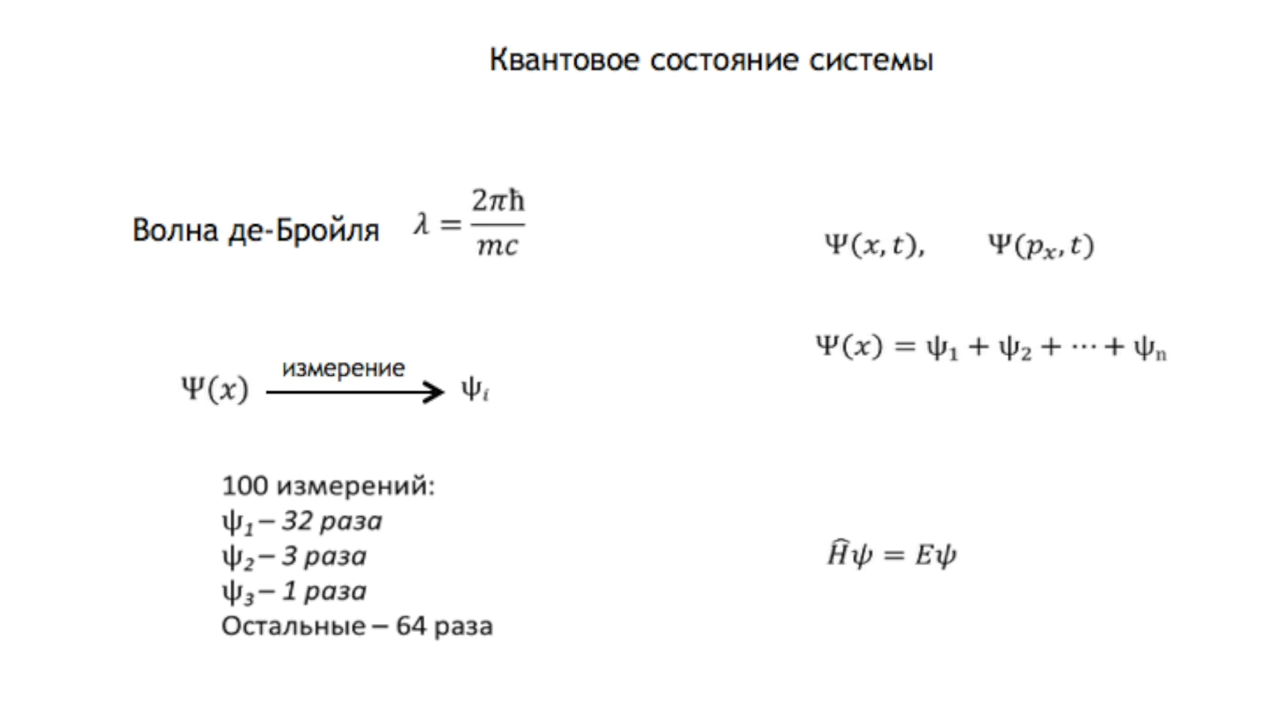 Квантовое состояние системы
Волна де-Бройля λ = 2πħ / mc
Ψ(x, t), Ψ(pₓ, t)
Ψ(x) = ψ₁ + ψ₂ + ⋯ + ψₙ
измерение
Ψ(x) → ψᵢ
100 измерений:
ψ₁ – 32 раза
ψ₂ – 3 раза
ψ₃ – 1 раза
Остальные – 64 раза
Ĥψ = Eψ